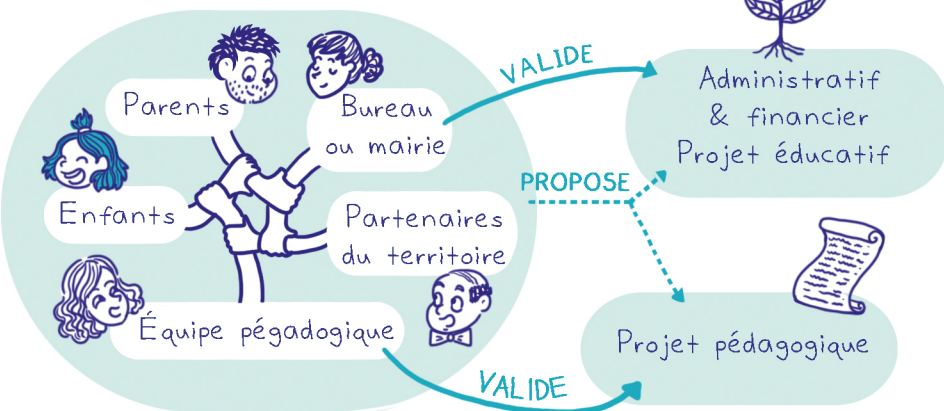 Parents
Bureau
ou mairie
Enfants
Partenaires
du territoire
Équipe pégadogique
VALIDE
PROPOSE
VALIDE
Administratif
& financier
Projet éducatif
Projet pédagogique